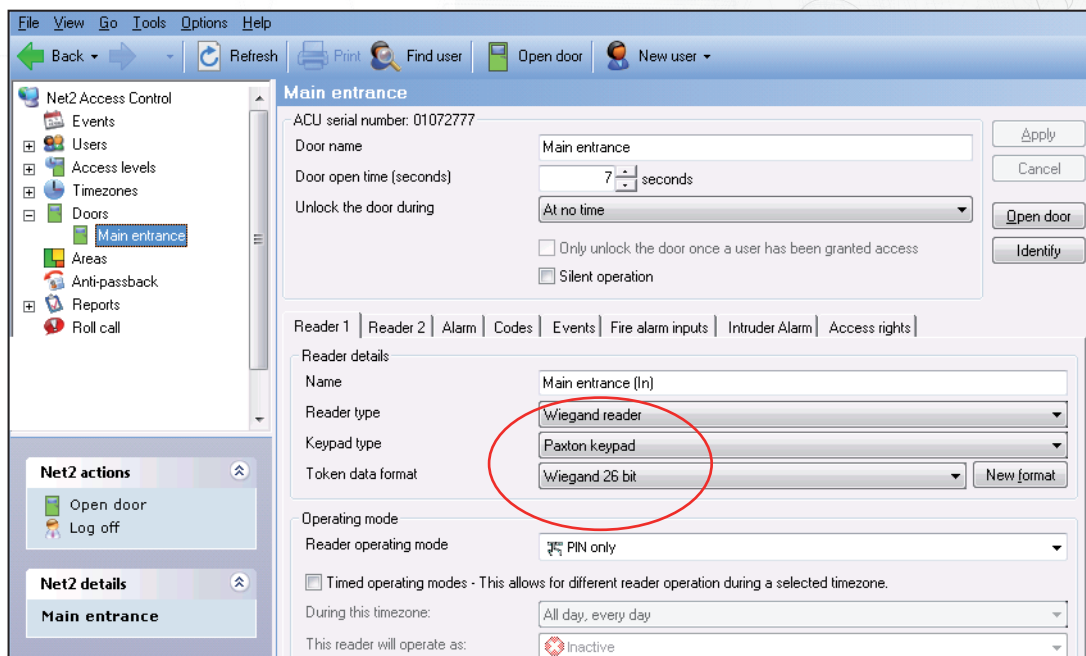 File View Go Tools Options Help
Back Refresh Print Find user Open door New user
Net2 Access Control
Events
Users
Access levels
Timezones
Doors
Main entrance
Areas
Anti-passback
Reports
Roll call
Net2 actions
Open door
Log off
Net2 details
Main entrance
Main entrance
ACU serial number: 01072777
Door name Main entrance
Door open time (seconds) 7 seconds
Unlock the door during At no time
Only unlock the door once a user has been granted access
Silent operation
Apply
Cancel
Open door
Identify
Reader 1 Reader 2 Alarm Codes Events Fire alarm inputs Intruder Alarm Access rights
Reader details
Name Main entrance (In)
Reader type Wiegand reader
Keypad type Paxton keypad
Token data format Wiegand 26 bit New format
Operating mode
Reader operating mode PIN only
Timed operating modes - This allows for different reader operation during a selected timezone.
During this timezone: All day, every day
This reader will operate as: Inactive